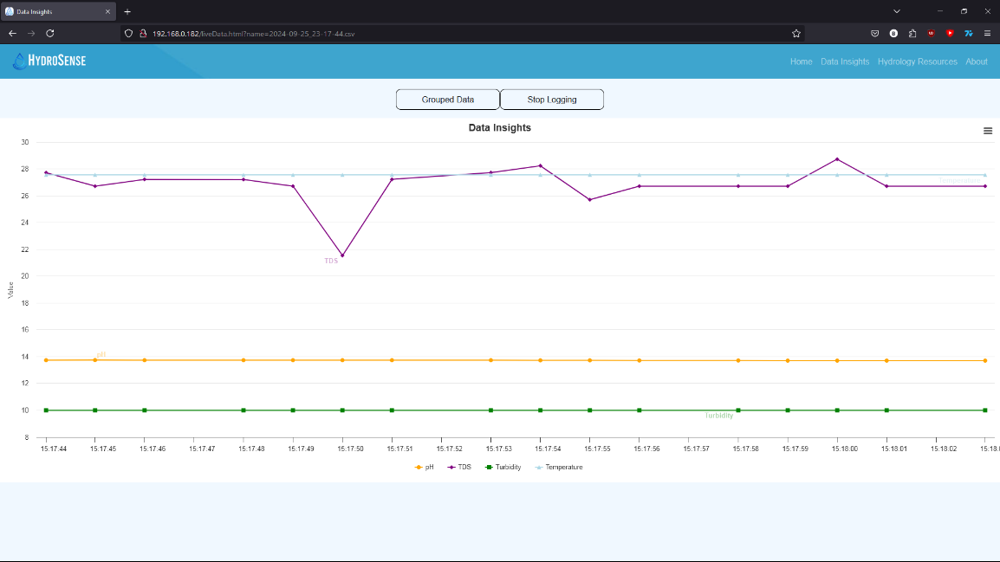 Data Insights
192.168.0.182/liveData.html?name=2024-09-25_23-17-44.csv
HYDROSENSE
Home Data Insights Hydrology Resources About
Grouped Data Stop Logging
Data Insights
30
28
26
24
22
20
18
16
14
12
10
8
Value
Temperature
TDS
pH
Turbidity
15:17:44 15:17:45 15:17:46 15:17:47 15:17:48 15:17:49 15:17:50 15:17:51 15:17:52 15:17:53 15:17:54 15:17:55 15:17:56 15:17:57 15:17:58 15:17:59 15:18:00 15:18:01 15:18:02
pH TDS Turbidity Temperature